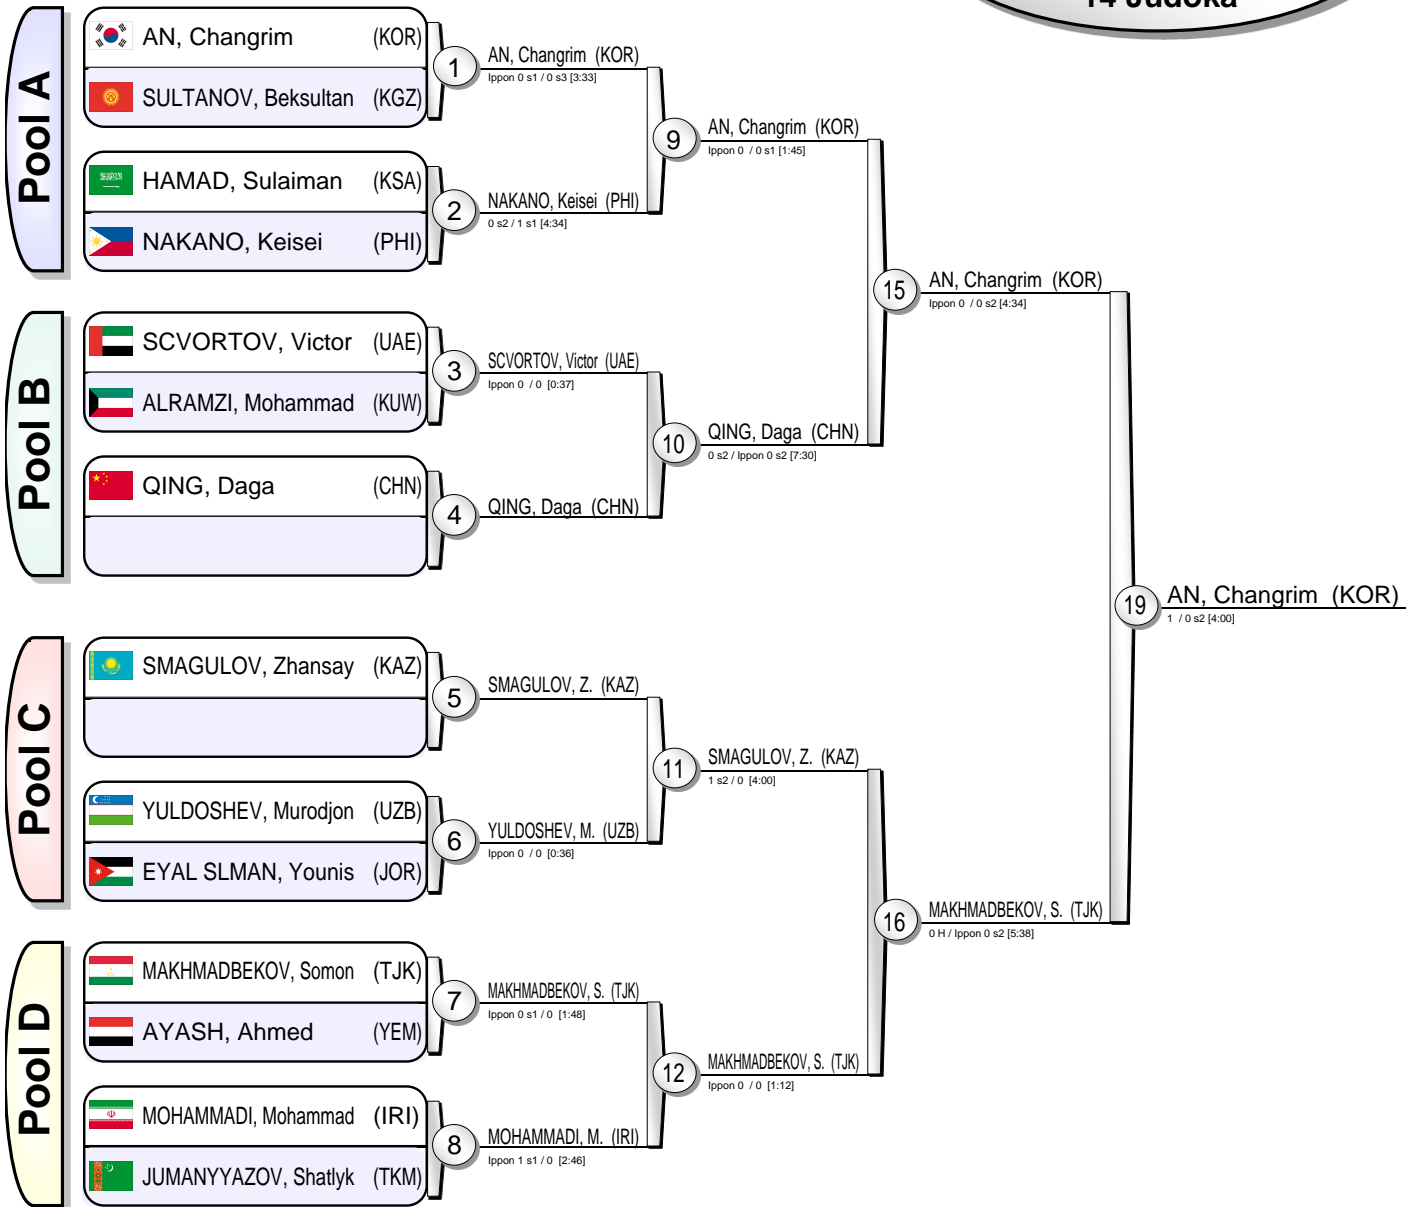 14 Judoka
Pool A
AN, Changrim (KOR)
SULTANOV, Beksultan (KGZ)
HAMAD, Sulaiman (KSA)
NAKANO, Keisei (PHI)
Pool B
SCVORTOV, Victor (UAE)
ALRAMZI, Mohammad (KUW)
QING, Daga (CHN)
Pool C
SMAGULOV, Zhansay (KAZ)
YULDOSHEV, Murodjon (UZB)
EYAL SLMAN, Younis (JOR)
Pool D
MAKHMADBEKOV, Somon (TJK)
AYASH, Ahmed (YEM)
MOHAMMADI, Mohammad (IRI)
JUMANYYAZOV, Shatlyk (TKM)
1
AN, Changrim (KOR)
Ippon 0 s1 / 0 s3 [3:33]
2
NAKANO, Keisei (PHI)
0 s2 / 1 s1 [4:34]
3
SCVORTOV, Victor (UAE)
Ippon 0 / 0 [0:37]
4
QING, Daga (CHN)
5
SMAGULOV, Z. (KAZ)
6
YULDOSHEV, M. (UZB)
Ippon 0 / 0 [0:36]
7
MAKHMADBEKOV, S. (TJK)
Ippon 0 s1 / 0 [1:48]
8
MOHAMMADI, M. (IRI)
Ippon 1 s1 / 0 [2:46]
9
AN, Changrim (KOR)
Ippon 0 / 0 s1 [1:45]
10
QING, Daga (CHN)
0 s2 / Ippon 0 s2 [7:30]
11
SMAGULOV, Z. (KAZ)
1 s2 / 0 [4:00]
12
MAKHMADBEKOV, S. (TJK)
Ippon 0 / 0 [1:12]
15
AN, Changrim (KOR)
Ippon 0 / 0 s2 [4:34]
16
MAKHMADBEKOV, S. (TJK)
0 H / Ippon 0 s2 [5:38]
19
AN, Changrim (KOR)
1 / 0 s2 [4:00]